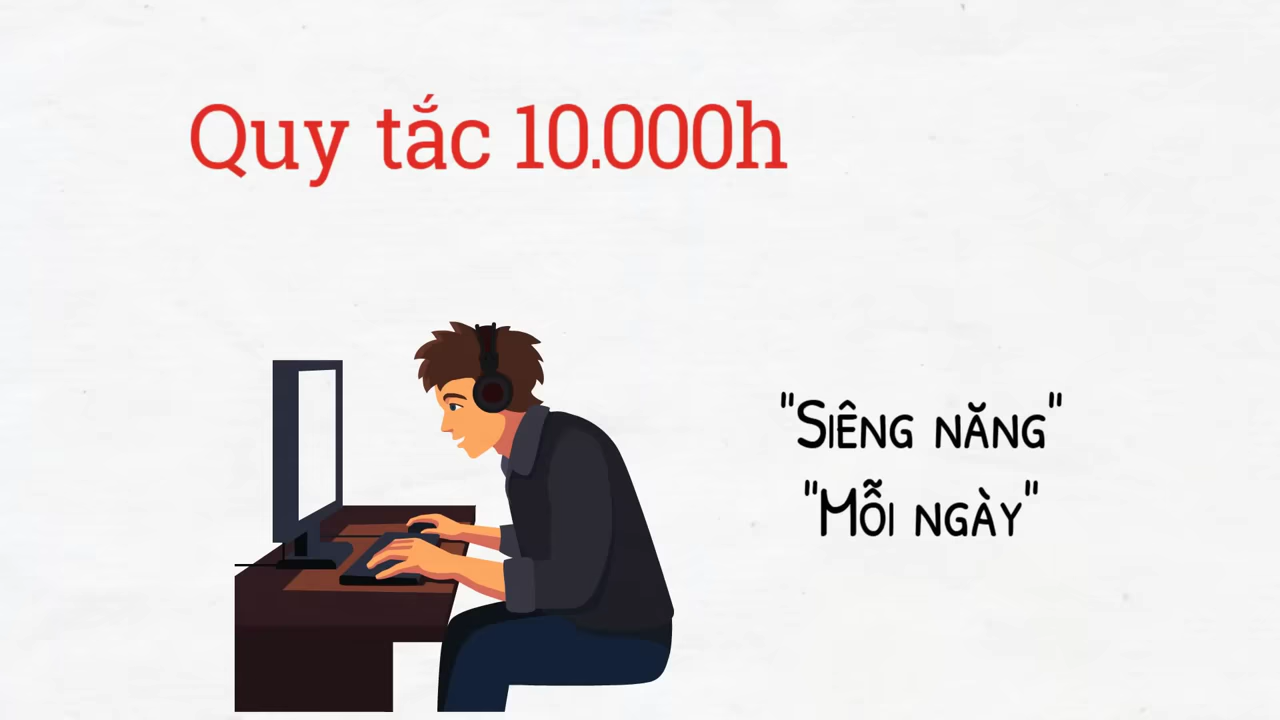 Quy tắc 10.000h
"Siêng năng"
"Mỗi ngày"